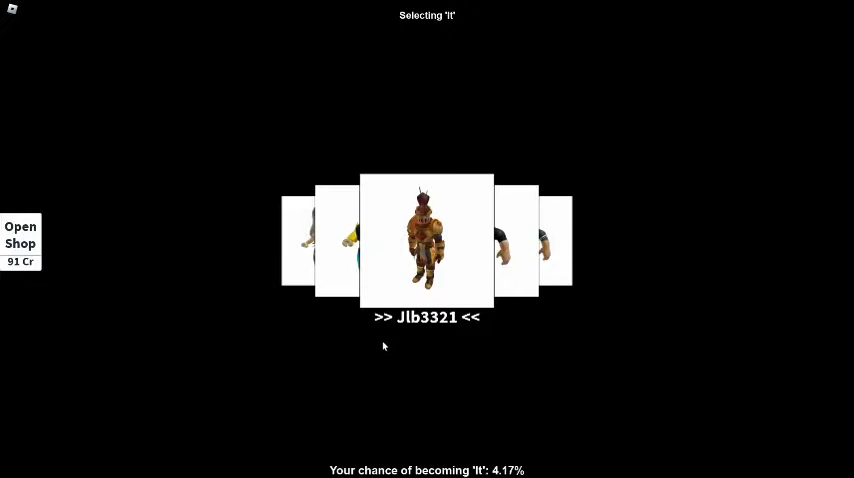 Selecting 'It'
Open
Shop
91 Cr
>> Jlb3321 <<
Your chance of becoming 'It': 4.17%